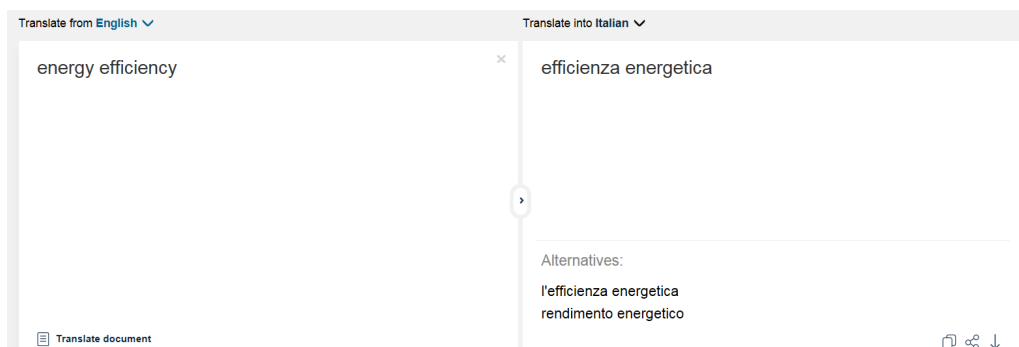 Translate from English
Translate into Italian
energy efficiency
efficienza energetica
Alternatives:
l'efficienza energetica
rendimento energetico
Translate document